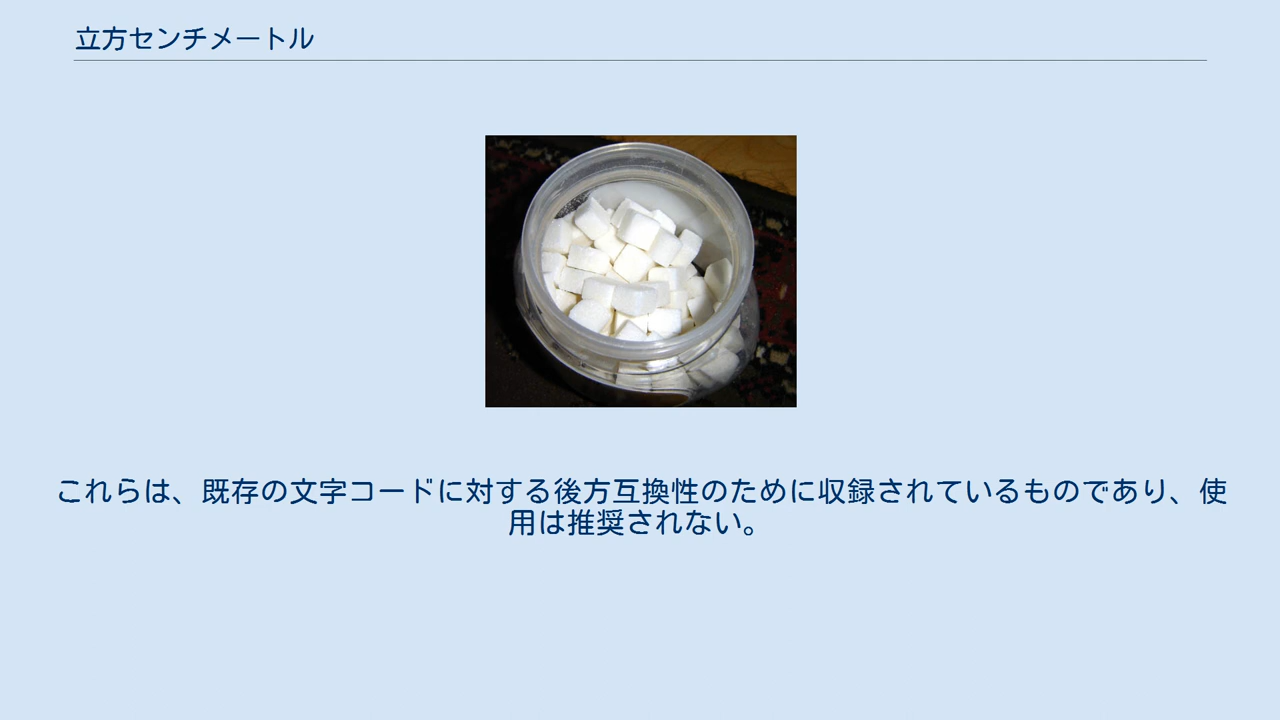 立方センチメートル
これらは、既存の文字コードに対する後方互換性のために収録されているものであり、使
用は推奨されない。